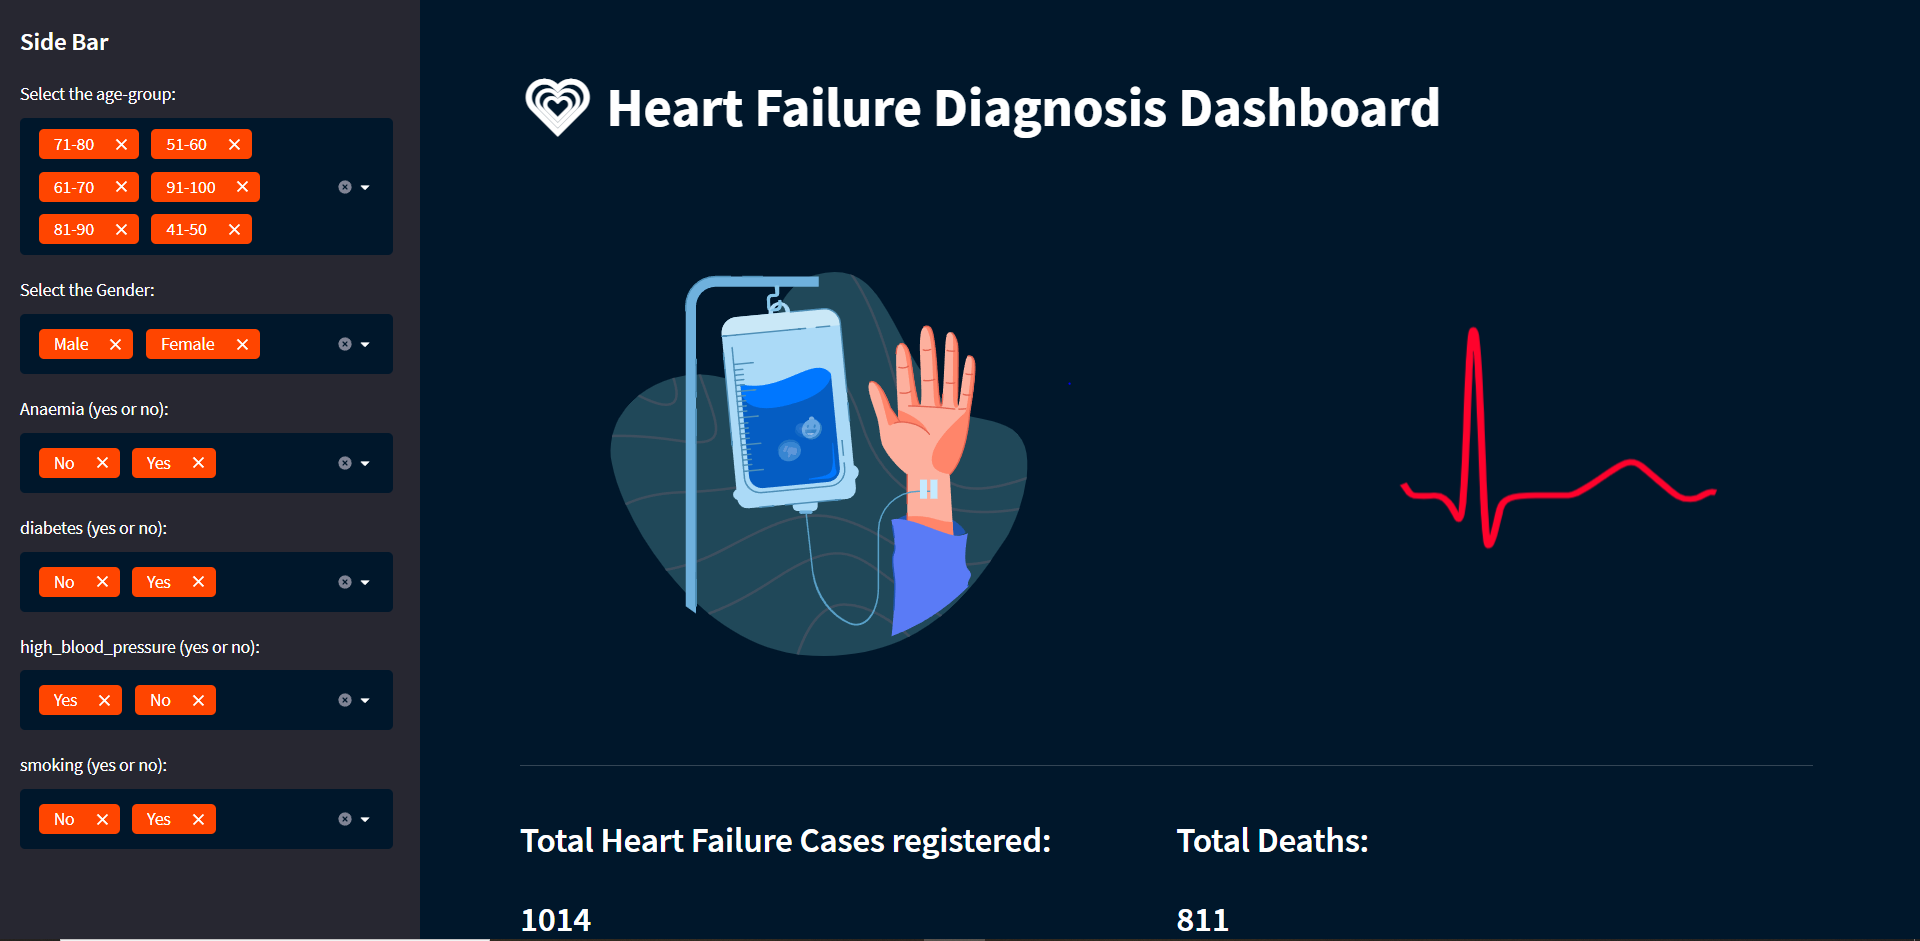 Side Bar
Select the age-group:
71-80 51-60
61-70 91-100
81-90 41-50
Select the Gender:
Male Female
Anaemia (yes or no):
No Yes
diabetes (yes or no):
No Yes
high_blood_pressure (yes or no):
Yes No
smoking (yes or no):
No Yes
Heart Failure Diagnosis Dashboard
Total Heart Failure Cases registered:
1014
Total Deaths:
811